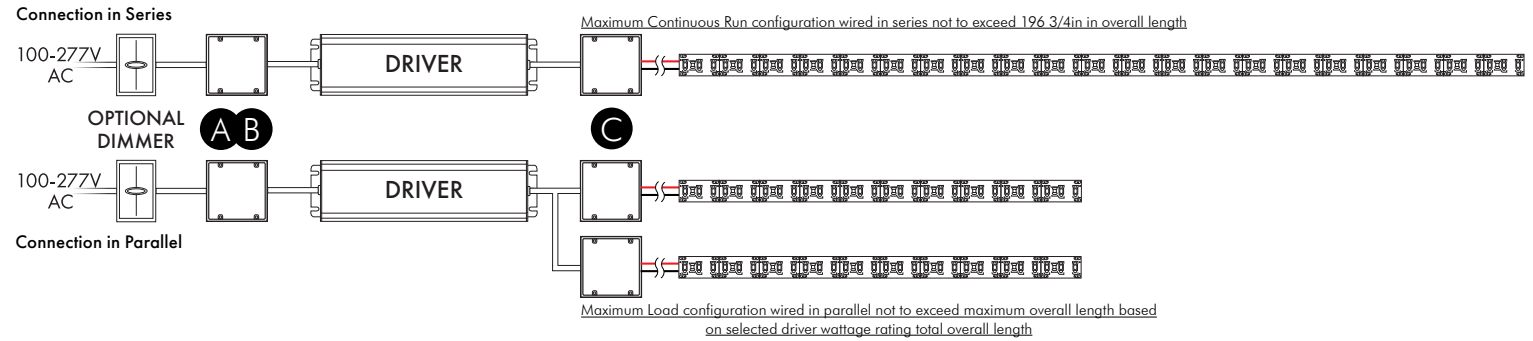 Connection in Series
Maximum Continuous Run configuration wired in series not to exceed 196 3/4in in overall length
100-277V
AC
DRIVER
OPTIONAL
DIMMER
A B
C
100-277V
AC
DRIVER
Connection in Parallel
Maximum Load configuration wired in parallel not to exceed maximum overall length based
on selected driver wattage rating total overall length